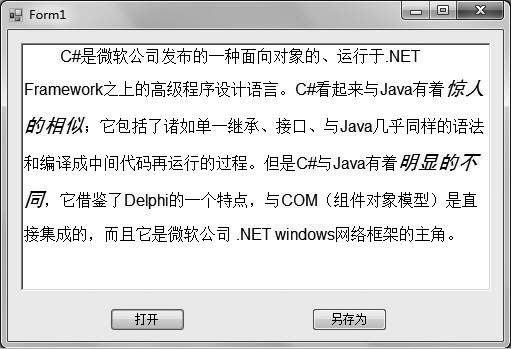 Form1
C#是微软公司发布的一种面向对象的、运行于.NET
Framework之上的高级程序设计语言。C#看起来与Java有着惊人
的相似；它包括了诸如单一继承、接口、与Java几乎同样的语法
和编译成中间代码再运行的过程。但是C#与Java有着明显的不
同，它借鉴了Delphi的一个特点，与COM（组件对象模型）是直
接集成的，而且它是微软公司 .NET windows网络框架的主角。
打开
另存为